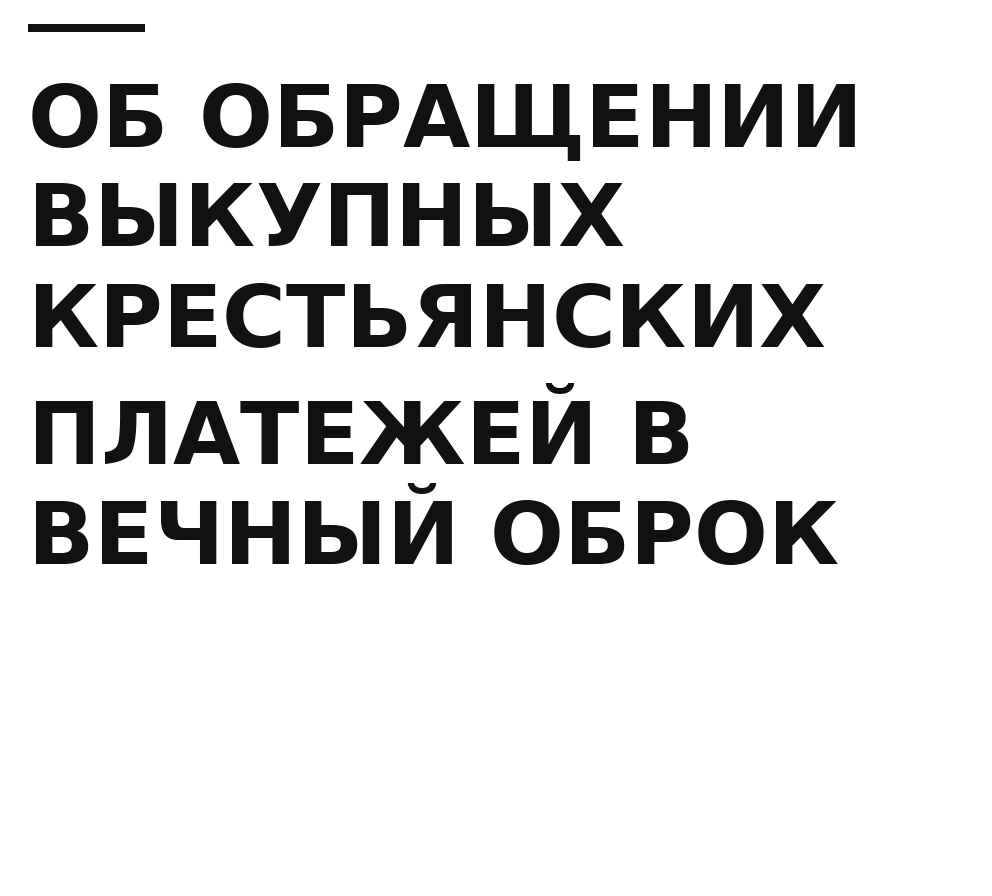 ОБ ОБРАЩЕНИИ
ВЫКУПНЫХ
КРЕСТЬЯНСКИХ
ПЛАТЕЖЕЙ В
ВЕЧНЫЙ ОБРОК